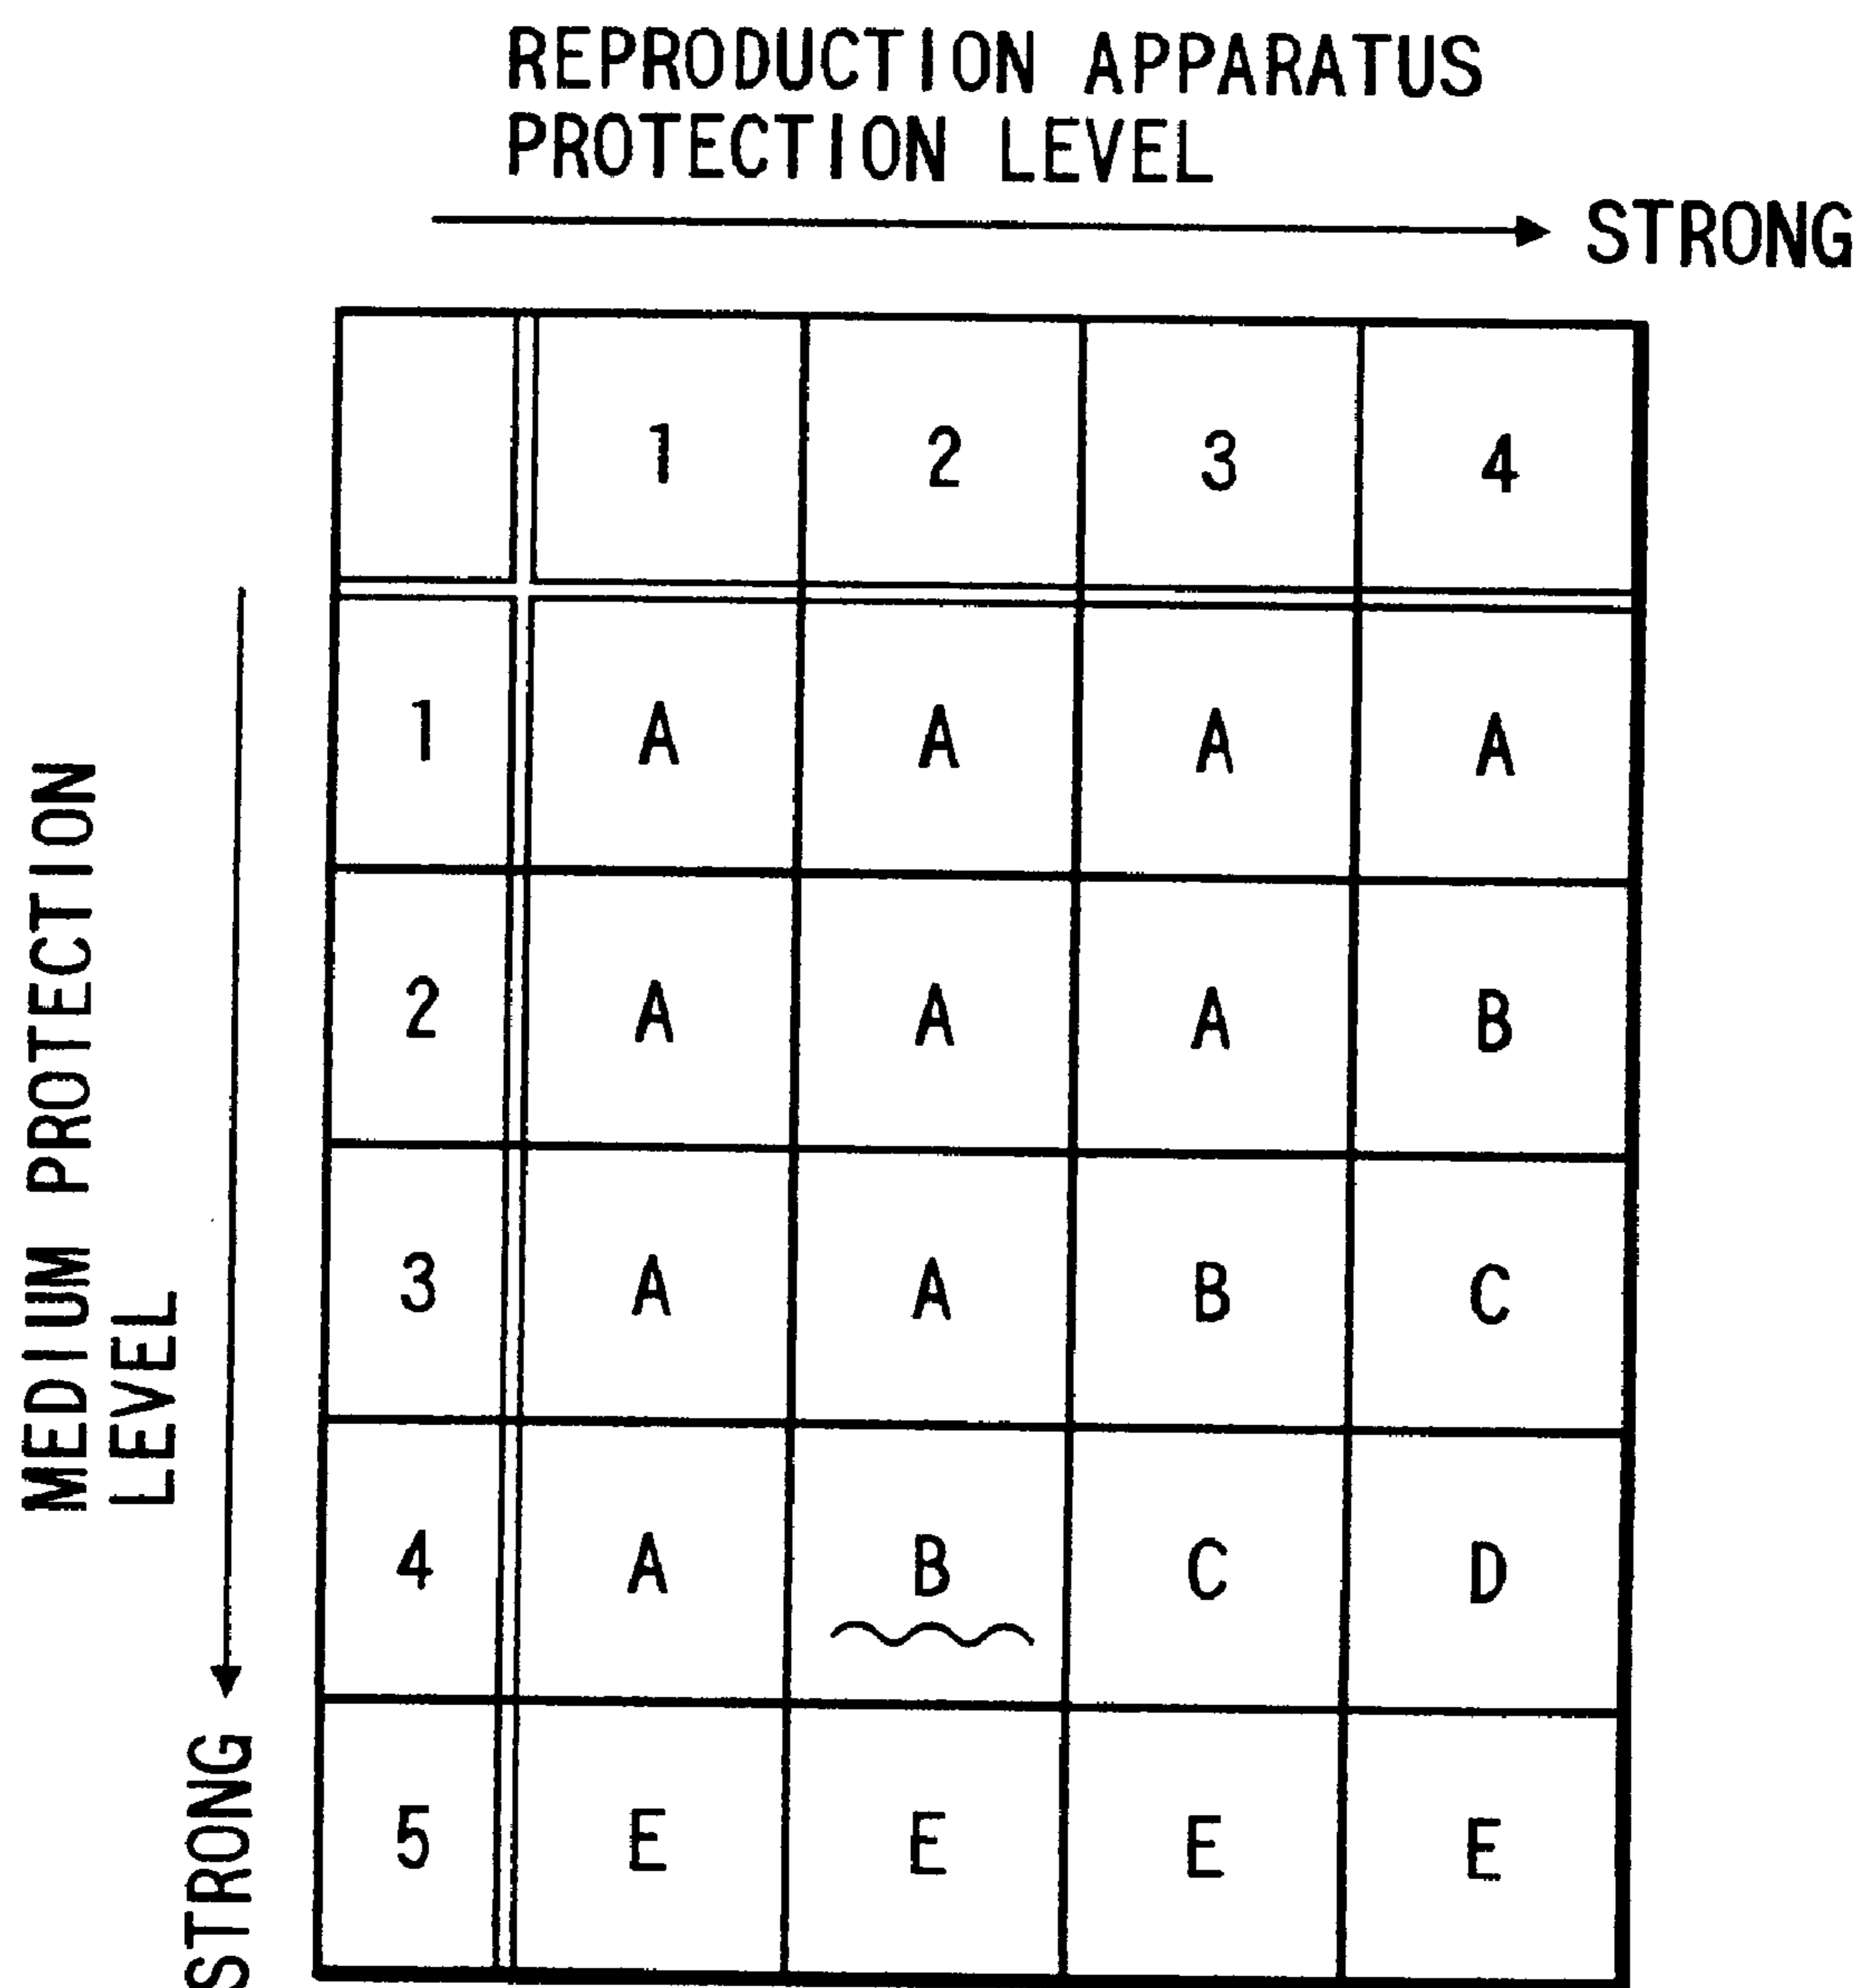 REPRODUCTION APPARATUS
PROTECTION LEVEL
STRONG
1 2 3 4
1 A A A A
2 A A A B
3 A A B C
4 A B C D
5 E E E E
MEDIUM PROTECTION
LEVEL
STRONG